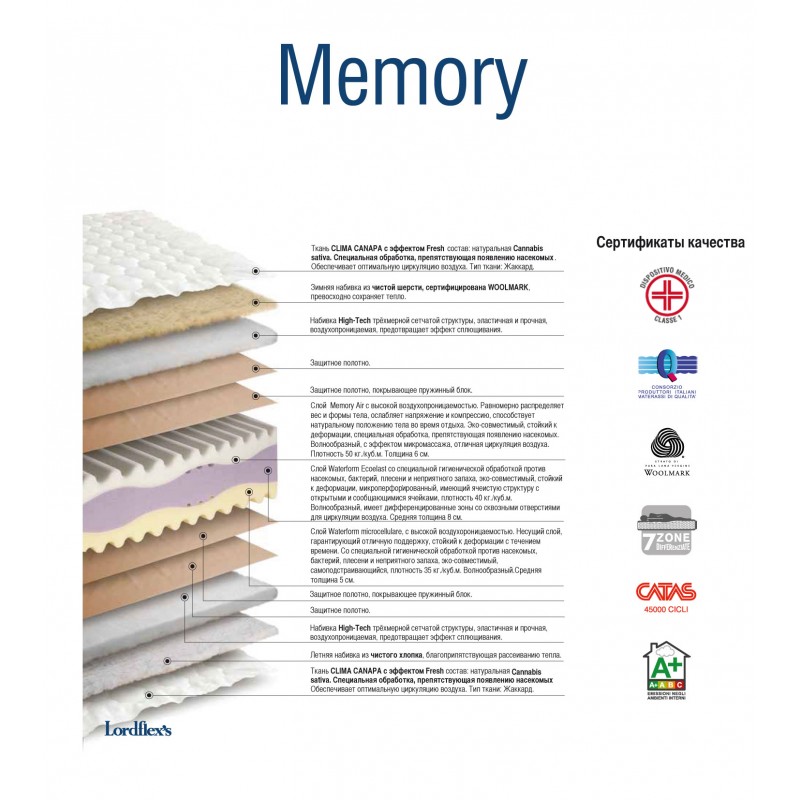 Memory
Ткань CLIMA CANAPA с эффектом Fresh состав: натуральная Cannabis
sativa. Специальная обработка, препятствующая появлению насекомых.
Обеспечивает оптимальную циркуляцию воздуха. Тип ткани: Жаккард.
Зимняя набивка из чистой шерсти, сертифицирована WOOLMARK,
превосходно сохраняет тепло.
Набивка High-Tech трёхмерной сетчатой структуры, эластичная и прочная,
воздухопроницаемая, предотвращает эффект сплющивания.
Защитное полотно.
Защитное полотно, покрывающее пружинный блок.
Слой Memory Air с высокой воздухопроницаемостью. Равномерно распределяет
вес и формы тела, ослабляет напряжение и компрессию, способствует
натуральному положению тела во время отдыха. Эко-совместимый, стойкий к
деформации, специальная обработка, препятствующая появлению насекомых.
Волнообразный, с эффектом микромассажа, отличная циркуляция воздуха.
Плотность 50 кг/куб.м. Толщина 6 см.
Слой Waterform Ecoelast со специальной гигиенической обработкой против
насекомых, бактерий, плесени и неприятного запаха, эко-совместимый, стойкий
к деформации, микроперфорированный, имеющий ячеистую структуру с
открытыми и сообщающимися ячейками, плотность 40 кг./куб.м.
Волнообразный, имеет дифференцированные зоны со сквозными отверстиями
для циркуляции воздуха. Средняя толщина 8 см.
Слой Waterform microcellulare, с высокой воздухороницаемостью. Несущий слой,
гарантирующий отличную поддержку, стойкий к деформации с течением
времени. Со специальной гигиенической обработкой против насекомых,
бактерий, плесени и неприятного запаха, эко-совместимый,
самоподстраивающийся, плотность 35 кг./куб.м. Волнообразный.Средняя
толщина 5 см.
Защитное полотно, покрывающее пружинный блок.
Защитное полотно.
Набивка High-Tech трёхмерной сетчатой структуры, эластичная и прочная,
воздухопроницаемая, предотвращает эффект сплющивания.
Летняя набивка из чистого хлопка, благоприпятствующая рассеиванию тепла.
Ткань CLIMA CANAPA с эффектом Fresh состав: натуральная Cannabis
sativa. Специальная обработка, препятствующая появлению насекомых
Обеспечивает оптимальную циркуляцию воздуха. Тип ткани: Жаккард.
Lordflex's
Сертификаты качества
DISPOSITIVO MEDICO
CLASSE 1
Q
CONSORZIO
PRODUTTORI ITALIANI
MATERASSI DI QUALITA'
STRATO DI
PURA LANA VERGINE
WOOLMARK
7 ZONE
DIFFERENZIATE
CATAS
45000 CICLI
A+
A+ A B C
EMISSIONI NEGLI
AMBIENTI INTERNI